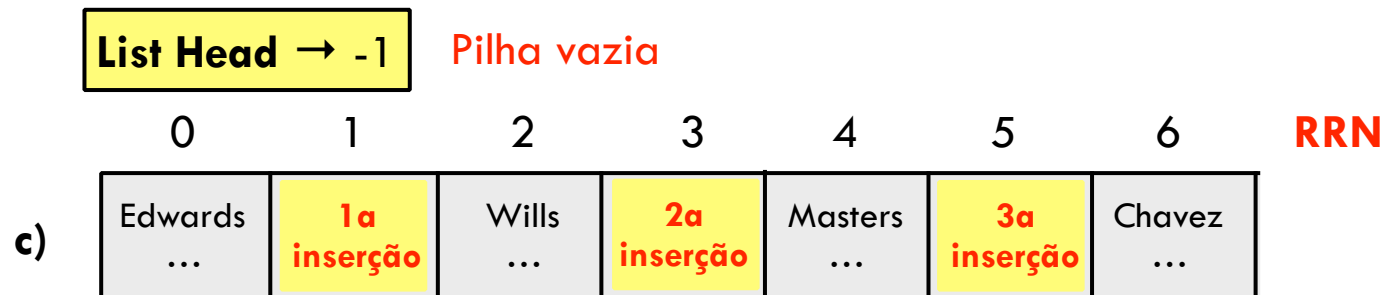 List Head → -1 Pilha vazia
0 1 2 3 4 5 6 RRN
c) Edwards 1a Wills 2a Masters 3a Chavez
... inserção ... inserção ... inserção ...